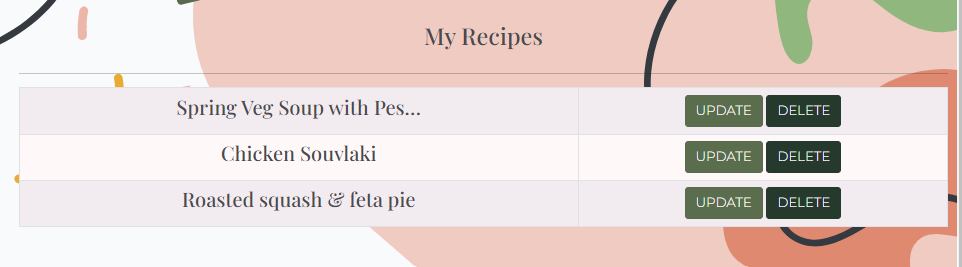 My Recipes
Spring Veg Soup with Pes... UPDATE DELETE
Chicken Souvlaki UPDATE DELETE
Roasted squash & feta pie UPDATE DELETE